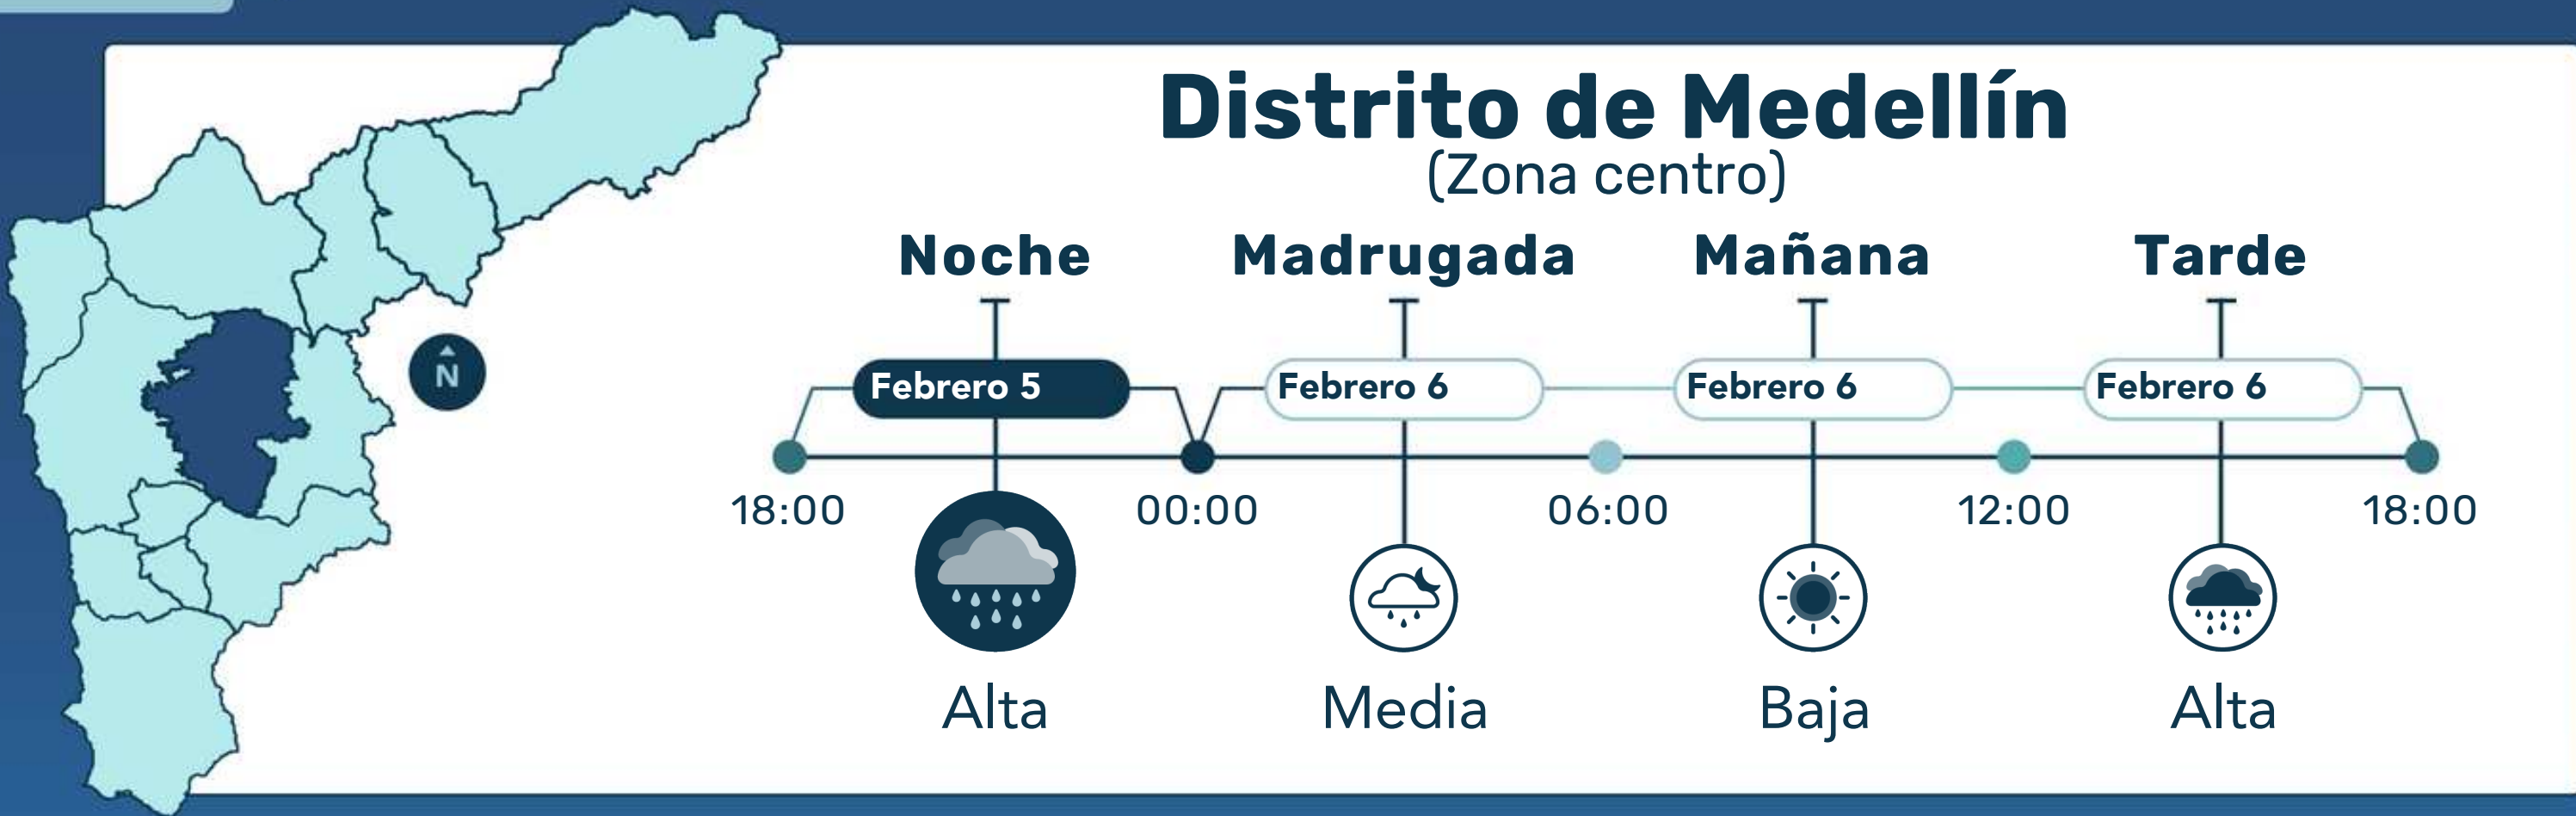 Distrito de Medellín
(Zona centro)
Noche Madrugada Mañana Tarde
Febrero 5 Febrero 6 Febrero 6 Febrero 6
N
18:00 00:00 06:00 12:00 18:00
Alta Media Baja Alta